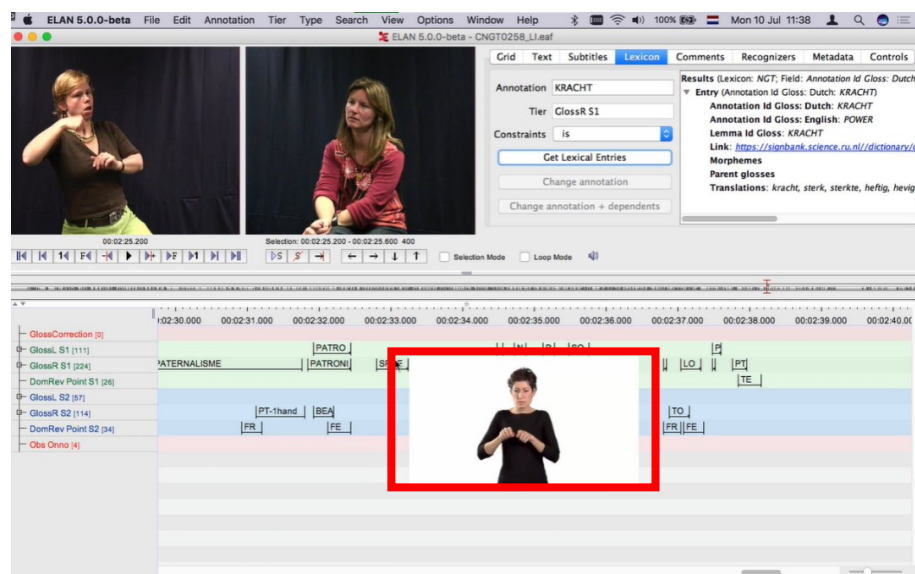 ELAN 5.0.0-beta File Edit Annotation Tier Type Search View Options Window Help 100% Mon 10 Jul 11:38
ELAN 5.0.0-beta - CNGT0258_LI.eaf
Grid Text Subtitles Lexicon Comments Recognizers Metadata Controls
Annotation KRACHT
Tier GlossR S1
Constraints is
Get Lexical Entries
Change annotation
Change annotation + dependents
Results (Lexicon: NGT; Field: Annotation Id Gloss: Dutch
Entry (Annotation Id Gloss: Dutch: KRACHT)
Annotation Id Gloss: Dutch: KRACHT
Annotation Id Gloss: English: POWER
Lemma Id Gloss: KRACHT
Link: https://signbank.science.ru.nl//dictionary/
Morphemes
Parent glosses
Translations: kracht, sterk, sterkte, heftig, hevig
00:02:25.200 Selection: 00:02:25.200 - 00:02:25.600 400
Selection Mode Loop Mode
00:02:30.000 00:02:31.000 00:02:32.000 00:02:33.000 00:02:34.000 00:02:35.000 00:02:36.000 00:02:37.000 00:02:38.000 00:02:39.000 00:02:40.0
GlossCorrection [0]
GlossL S1 [111] PATRO
GlossR S1 [224] PATERNALISME PATRONI LO PT
DomRev Point S1 [26] TE
GlossL S2 [57]
GlossR S2 [114] PT-1hand BEA TO
DomRev Point S2 [34] FR FE FR FE
Obs Onno [4]